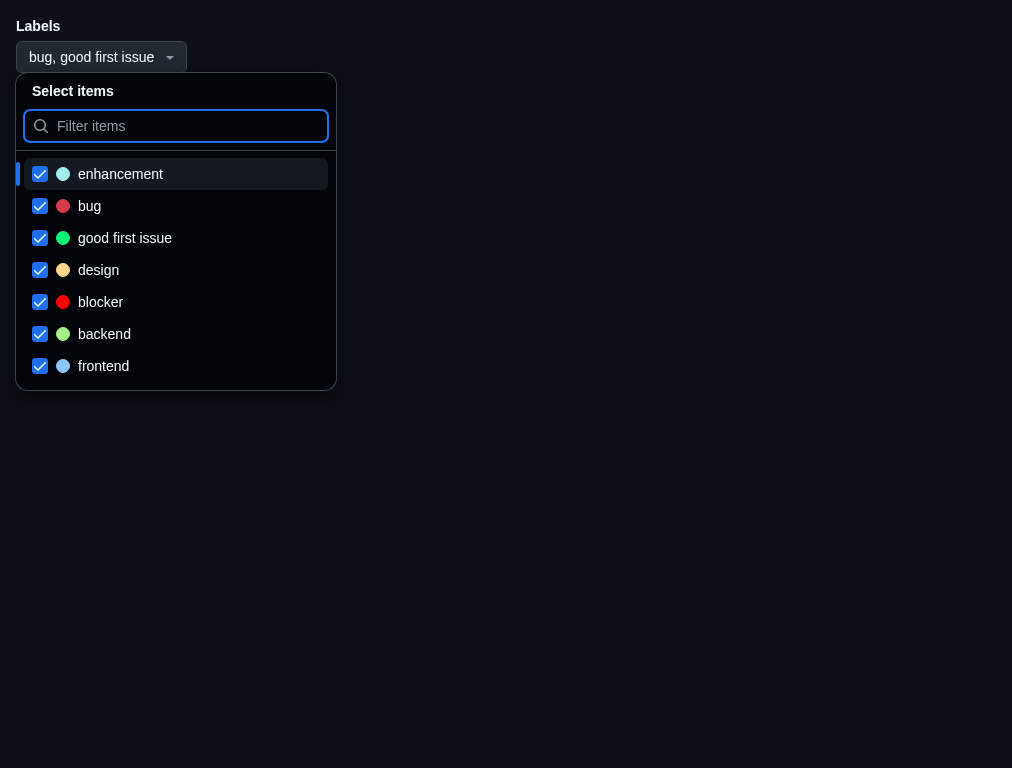 Labels
bug, good first issue
Select items
Filter items
enhancement
bug
good first issue
design
blocker
backend
frontend